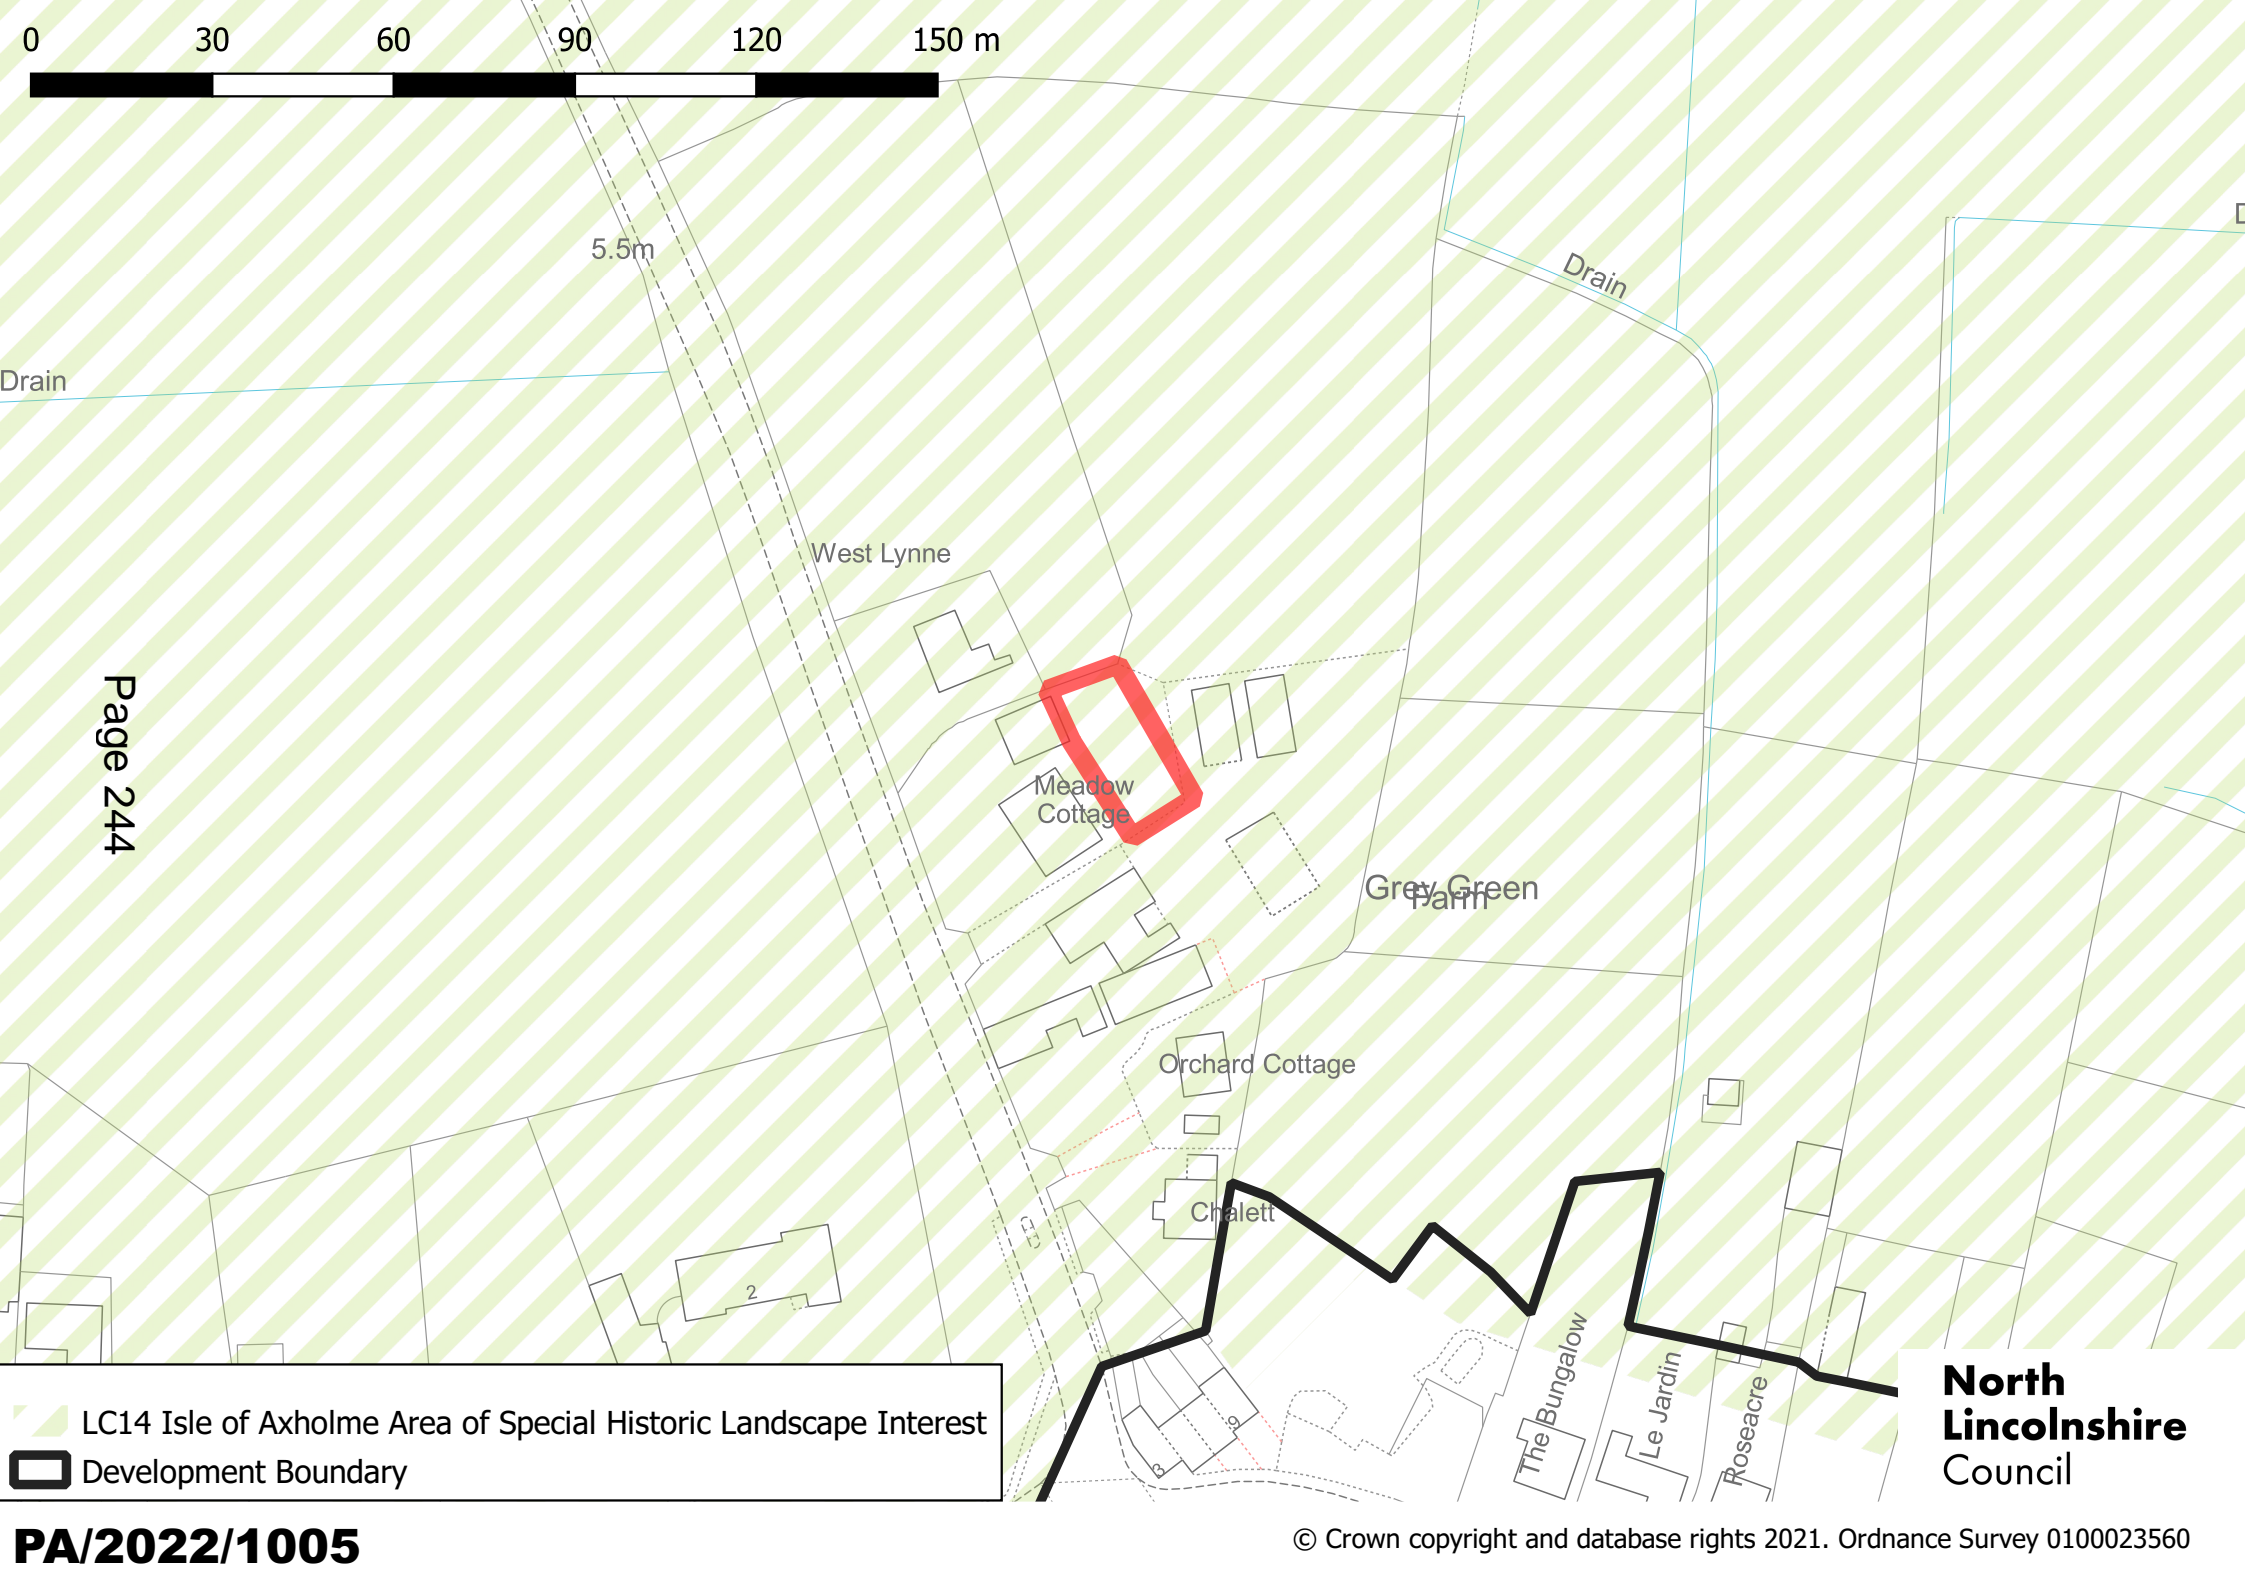 0 30 60 90 120 150 m
5.5m
Drain
Drain
West Lynne
Page 244
Meadow
Cottage
Grey Green
Farm
Orchard Cottage
Chalett
2
9
3
The Bungalow
Le Jardin
Roseacre
LC14 Isle of Axholme Area of Special Historic Landscape Interest
Development Boundary
North
Lincolnshire
Council
PA/2022/1005
© Crown copyright and database rights 2021. Ordnance Survey 0100023560